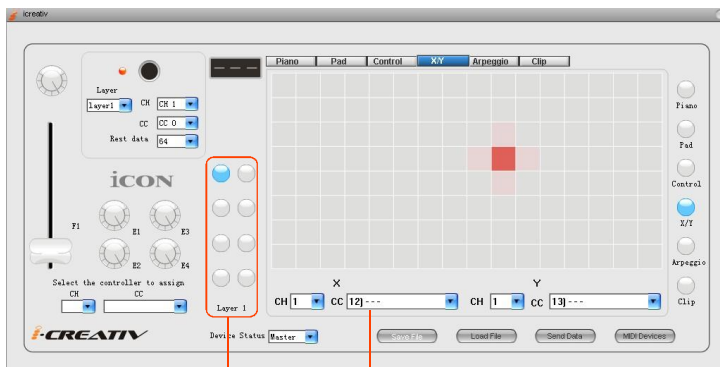 icreativ
Piano Pad Control X/Y Arpeggio Clip
Layer
layer1 CH CH 1
CC CC 0
Rest data 64
iCON
F1
E1 E3
E2 E4
Select the controller to assign
CH CC
Layer 1
X
CH 1 CC 12)---
Y
CH 1 CC 13)---
Piano
Pad
Control
X/Y
Arpeggio
Clip
i-CREATIV
Device Status Master
Save File Load File Send Data MIDI Devices